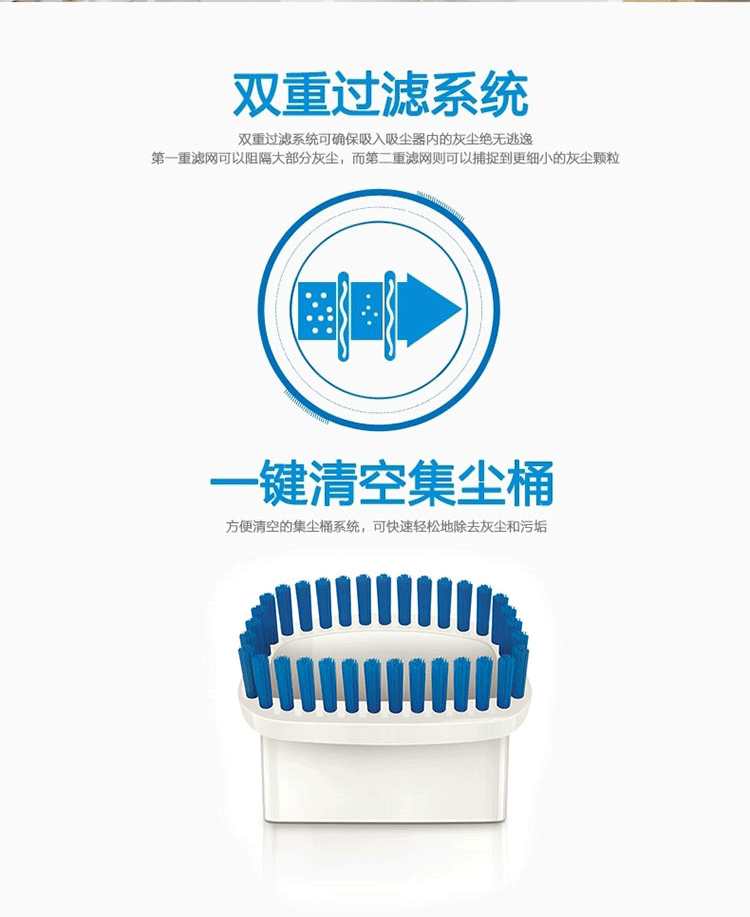 双重过滤系统
双重过滤系统可确保吸入吸尘器内的灰尘绝无逃逸
第一重滤网可以阻隔大部分灰尘，而第二重滤网则可以捕捉到更细小的灰尘颗粒
一键清空集尘桶
方便清空的集尘桶系统，可快速轻松地除去灰尘和污垢